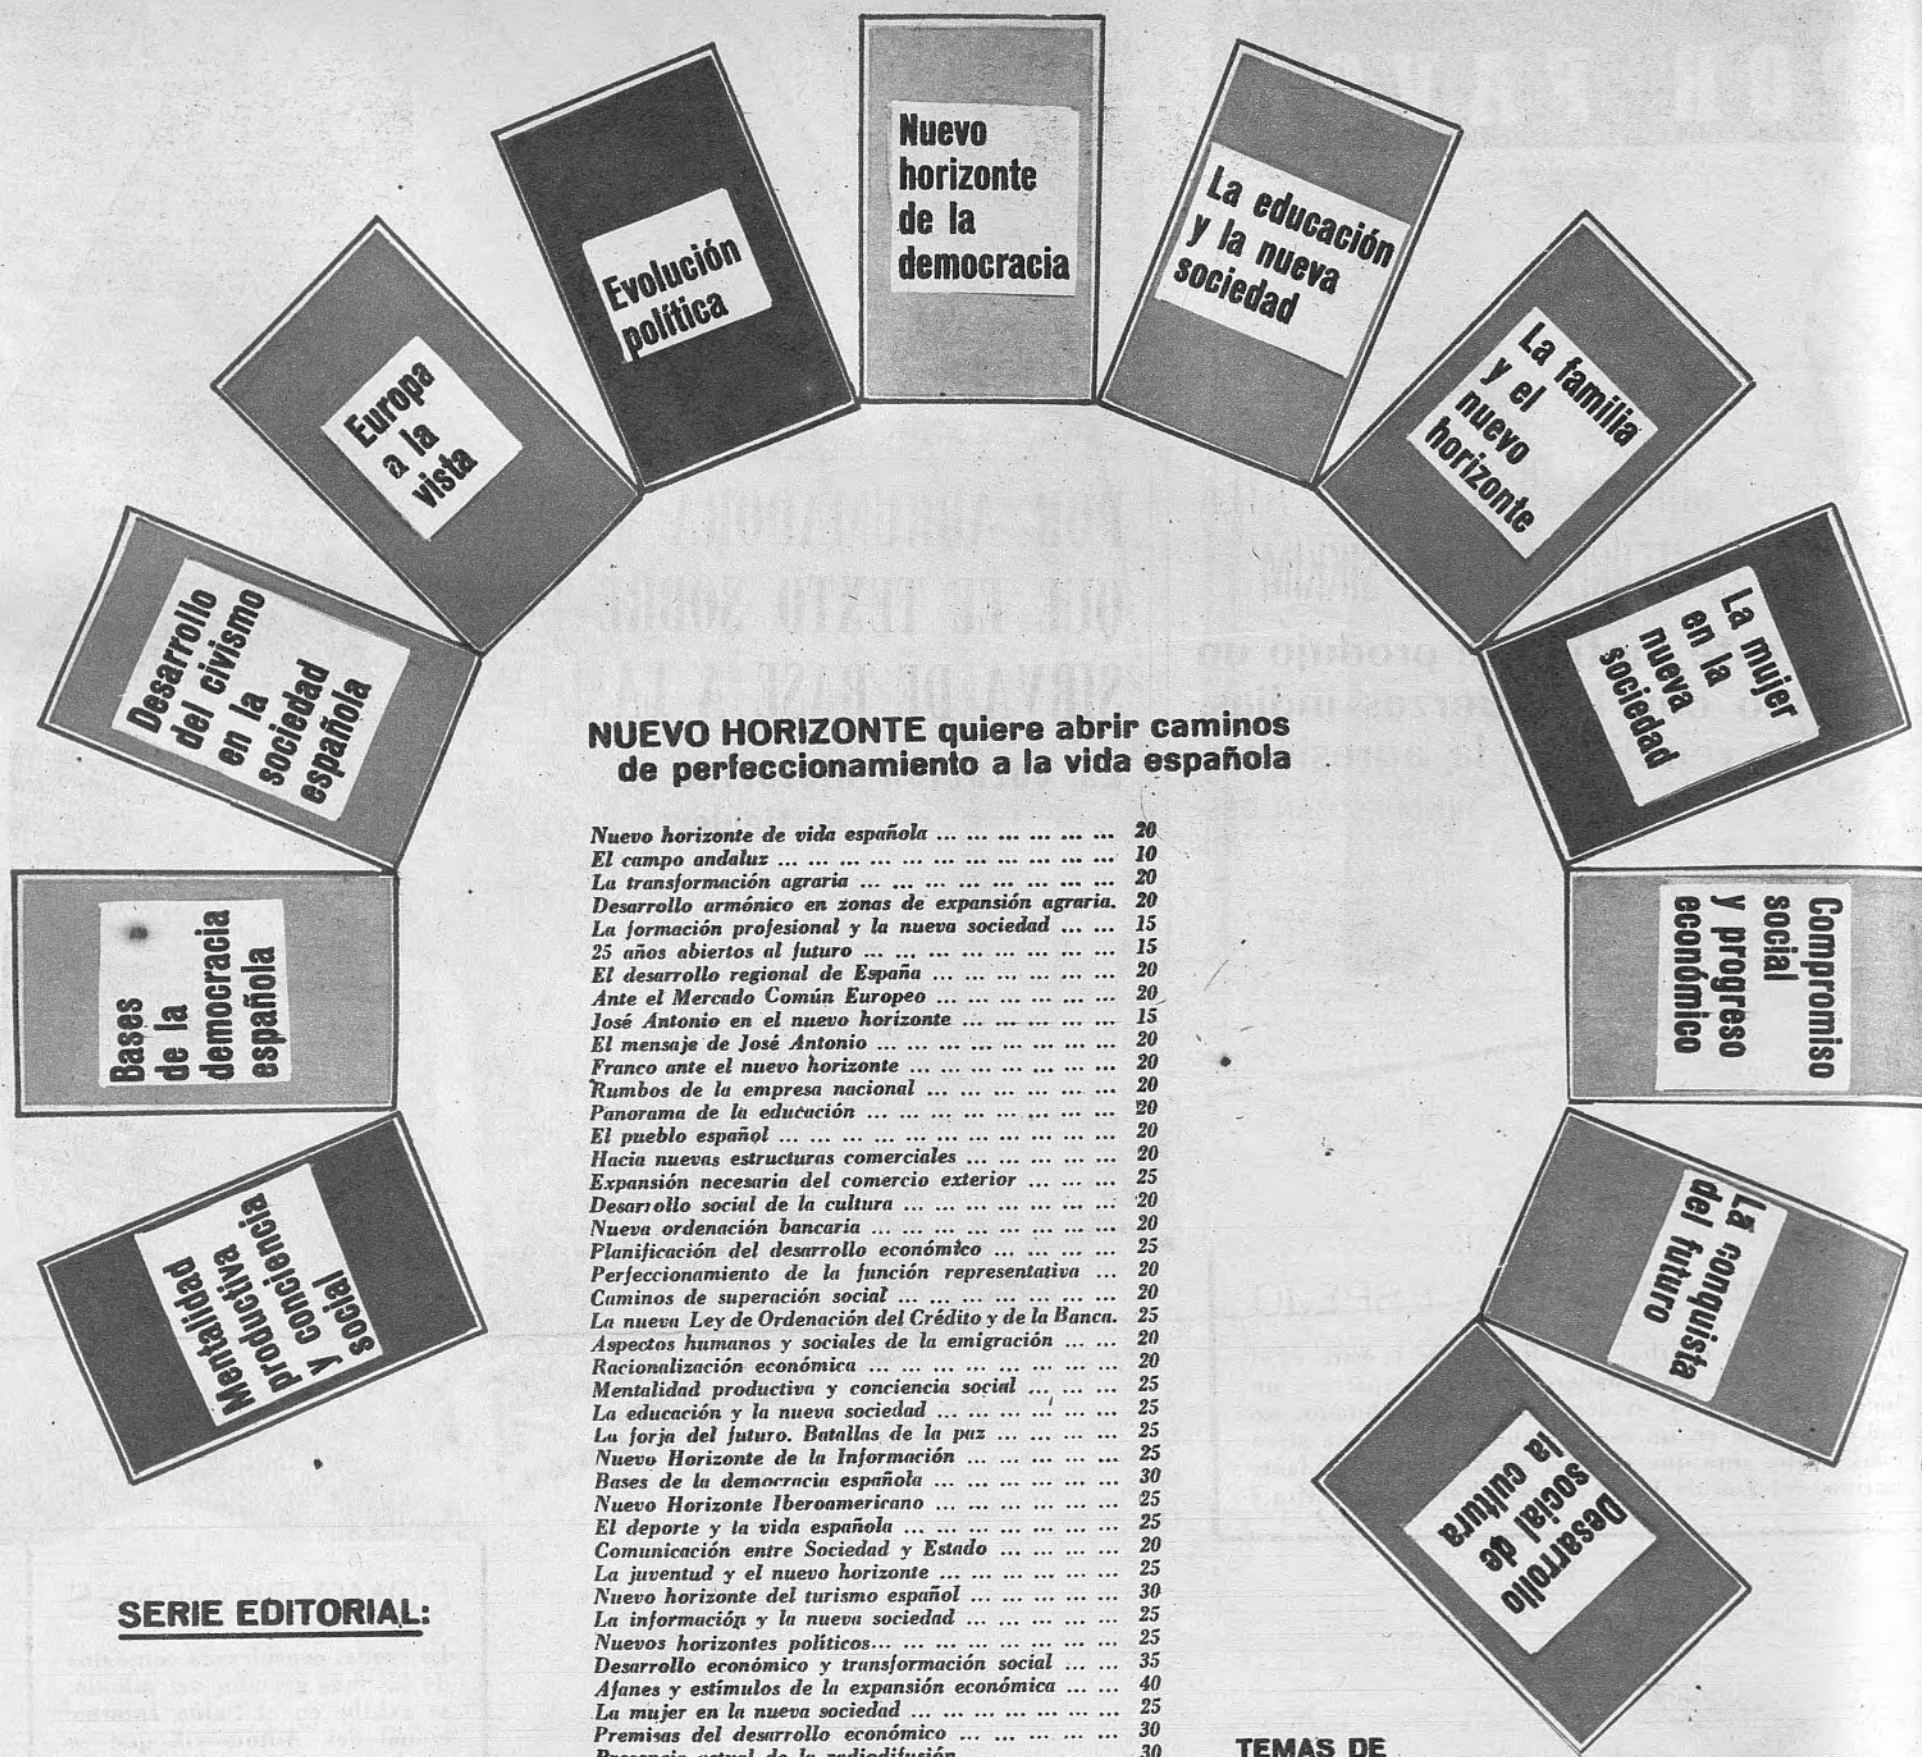 Nuevo
horizonte
de la
democracia
Evolución
política
La educación
y la nueva
sociedad
Europa
a la
vista
La familia
y el
nuevo
horizonte
Desarrollo
del civismo
en la
sociedad
española
La mujer
en la
nueva
sociedad
Bases
de la
democracia
española
Compromiso
social
y progreso
económico
Mentalidad
productiva
y conciencia
social
La conquista
del futuro
Desarrollo
social de
la cultura
NUEVO HORIZONTE quiere abrir caminos
de perfeccionamiento a la vida española
Nuevo horizonte de vida española ... ... ... ... ... ... 20
El campo andaluz ... ... ... ... ... ... ... ... ... ... ... 10
La transformación agraria ... ... ... ... ... ... ... ... 20
Desarrollo armónico en zonas de expansión agraria. 20
La formación profesional y la nueva sociedad ... ... 15
25 años abiertos al futuro ... ... ... ... ... ... ... ... 15
El desarrollo regional de España ... ... ... ... ... ... 20
Ante el Mercado Común Europeo ... ... ... ... ... ... 20
José Antonio en el nuevo horizonte ... ... ... ... ... 15
El mensaje de José Antonio ... ... ... ... ... ... ... ... 20
Franco ante el nuevo horizonte ... ... ... ... ... ... ... 20
Rumbos de la empresa nacional ... ... ... ... ... ... 20
Panorama de la educación ... ... ... ... ... ... ... ... 20
El pueblo español ... ... ... ... ... ... ... ... ... ... ... 20
Hacia nuevas estructuras comerciales ... ... ... ... ... 20
Expansión necesaria del comercio exterior ... ... ... 25
Desarrollo social de la cultura ... ... ... ... ... ... ... 20
Nueva ordenación bancaria ... ... ... ... ... ... ... ... 20
Planificación del desarrollo económico ... ... ... ... 25
Perfeccionamiento de la función representativa ... 20
Caminos de superación social ... ... ... ... ... ... ... 20
La nueva Ley de Ordenación del Crédito y de la Banca. 25
Aspectos humanos y sociales de la emigración ... ... 20
Racionalización económica ... ... ... ... ... ... ... ... 20
Mentalidad productiva y conciencia social ... ... ... 25
La educación y la nueva sociedad ... ... ... ... ... ... 25
La forja del futuro. Batallas de la paz ... ... ... ... 25
Nuevo Horizonte de la Información ... ... ... ... ... 25
Bases de la democracia española ... ... ... ... ... ... 30
Nuevo Horizonte Iberoamericano ... ... ... ... ... ... 25
El deporte y la vida española ... ... ... ... ... ... ... 25
Comunicación entre Sociedad y Estado ... ... ... ... 20
La juventud y el nuevo horizonte ... ... ... ... ... ... 25
Nuevo horizonte del turismo español ... ... ... ... ... 30
La información y la nueva sociedad ... ... ... ... ... 25
Nuevos horizontes políticos... ... ... ... ... ... ... ... 25
Desarrollo económico y transformación social ... ... 35
Afanes y estímulos de la expansión económica ... ... 40
La mujer en la nueva sociedad ... ... ... ... ... ... ... 25
Premisas del desarrollo económico ... ... ... ... ... ... 30
Presencia actual de la radiodifusión ... ... ... ... ... 30
SERIE EDITORIAL:
TEMAS DE